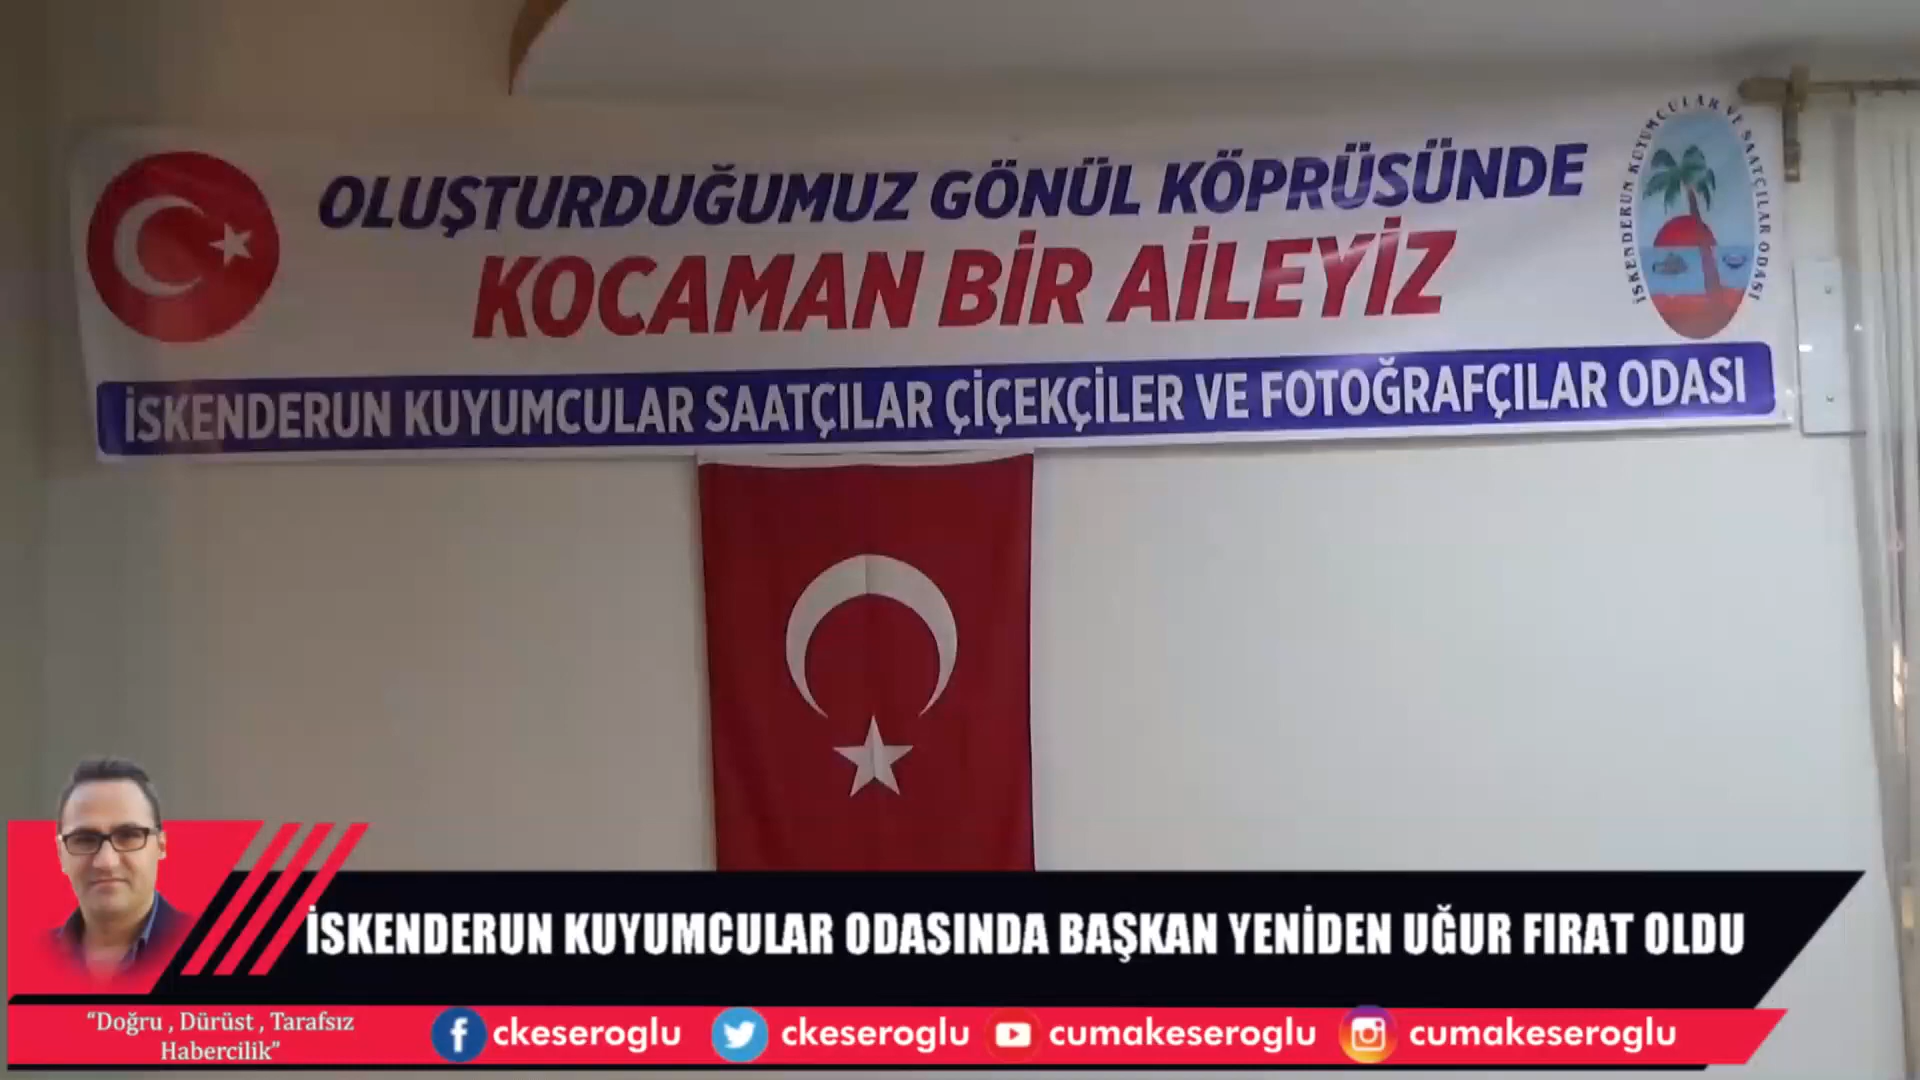 OLUŞTURDUĞUMUZ GÖNÜL KÖPRÜSÜNDE
KOCAMAN BİR AİLEYİZ
İSKENDERUN KUYUMCULAR VE SAATÇILAR ODASI
İSKENDERUN KUYUMCULAR SAATÇILAR ÇİÇEKÇİLER VE FOTOĞRAFÇILAR ODASI
İSKENDERUN KUYUMCULAR ODASINDA BAŞKAN YENİDEN UĞUR FIRAT OLDU
“Doğru , Dürüst , Tarafsız
Habercilik”
ckeseroglu
ckeseroglu
cumakeseroglu
cumakeseroglu